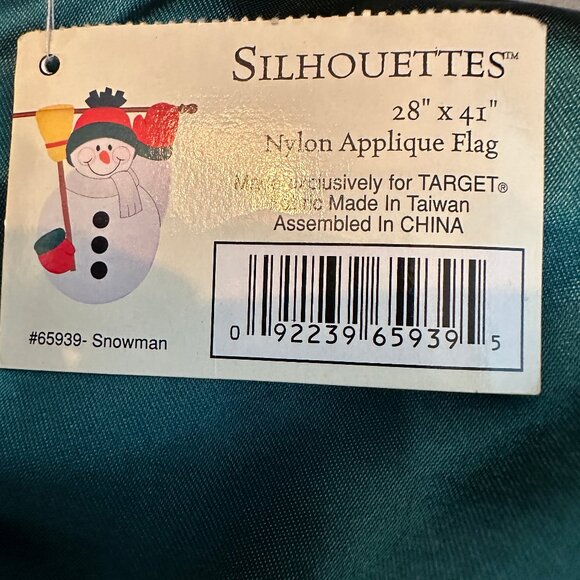 SILHOUETTES™
28" x 41"
Nylon Applique Flag
Made exclusively for TARGET®
Fabric Made In Taiwan
Assembled In CHINA
0 92239 65939 5
#65939- Snowman